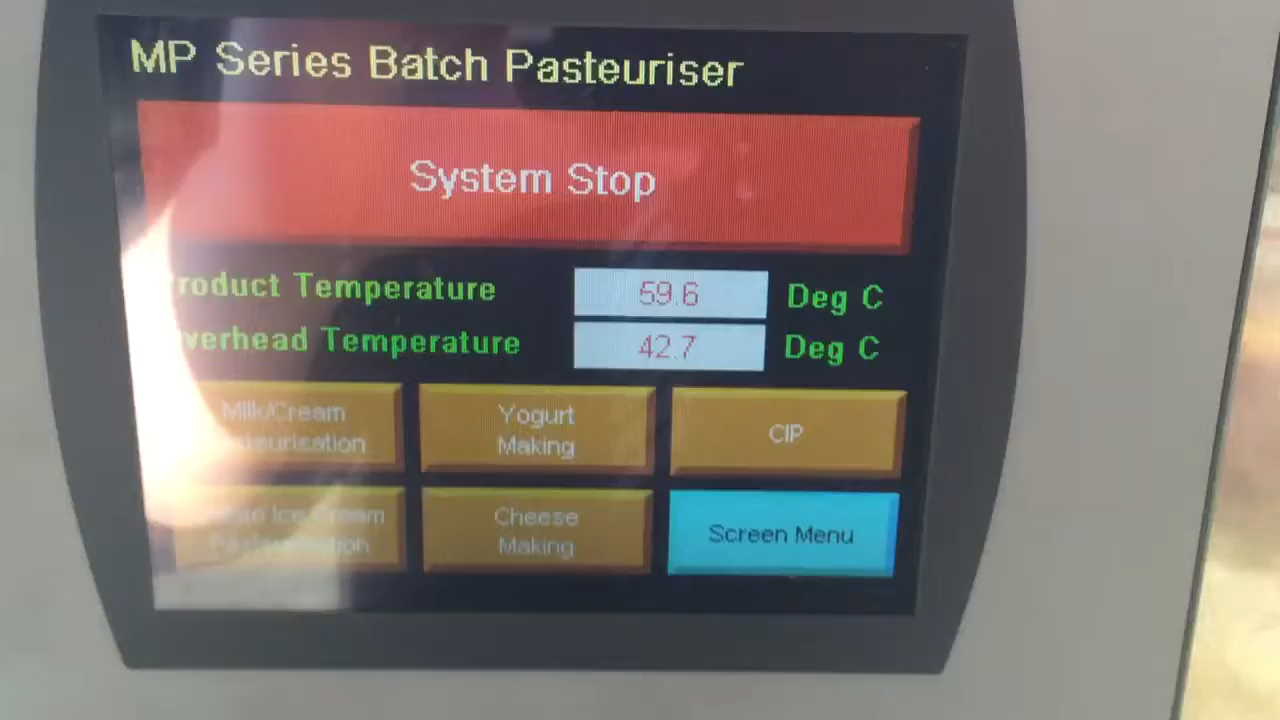 MP Series Batch Pasteuriser
System Stop
Product Temperature 59.6 Deg C
Overhead Temperature 42.7 Deg C
Milk/Cream
Pasteurisation
Yogurt
Making
CIP
Ice Cream
Pasteurisation
Cheese
Making
Screen Menu